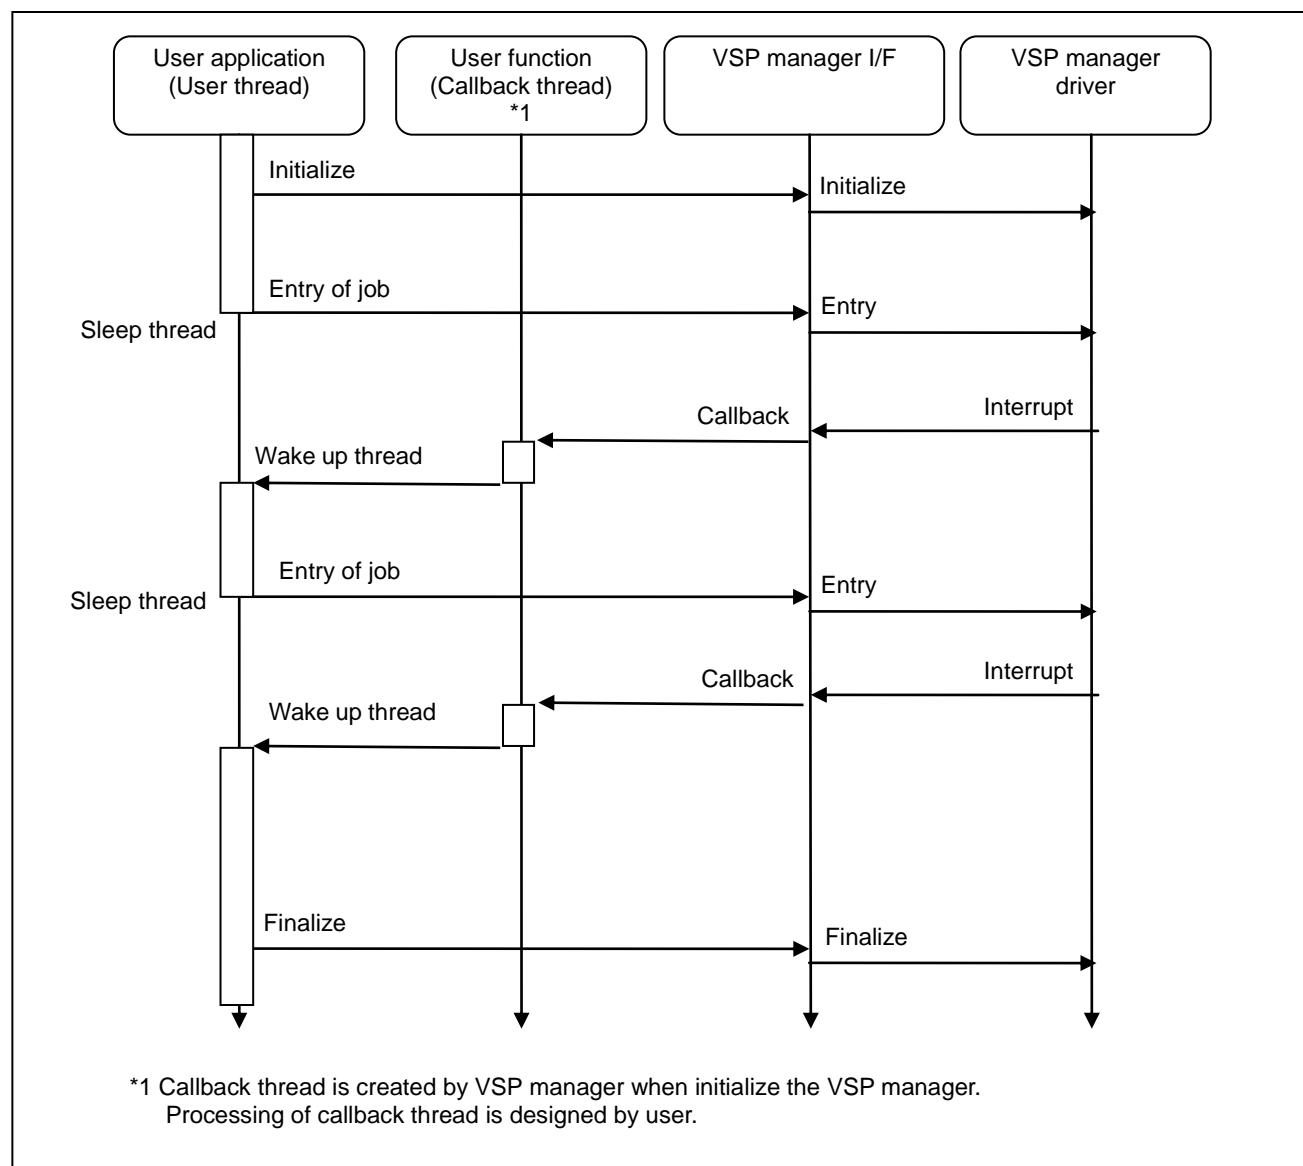 User application
(User thread)
User function
(Callback thread)
*1
VSP manager I/F
VSP manager
driver
Initialize
Initialize
Entry of job
Entry
Sleep thread
Interrupt
Callback
Wake up thread
Entry of job
Entry
Sleep thread
Interrupt
Callback
Wake up thread
Finalize
Finalize
*1 Callback thread is created by VSP manager when initialize the VSP manager.
Processing of callback thread is designed by user.